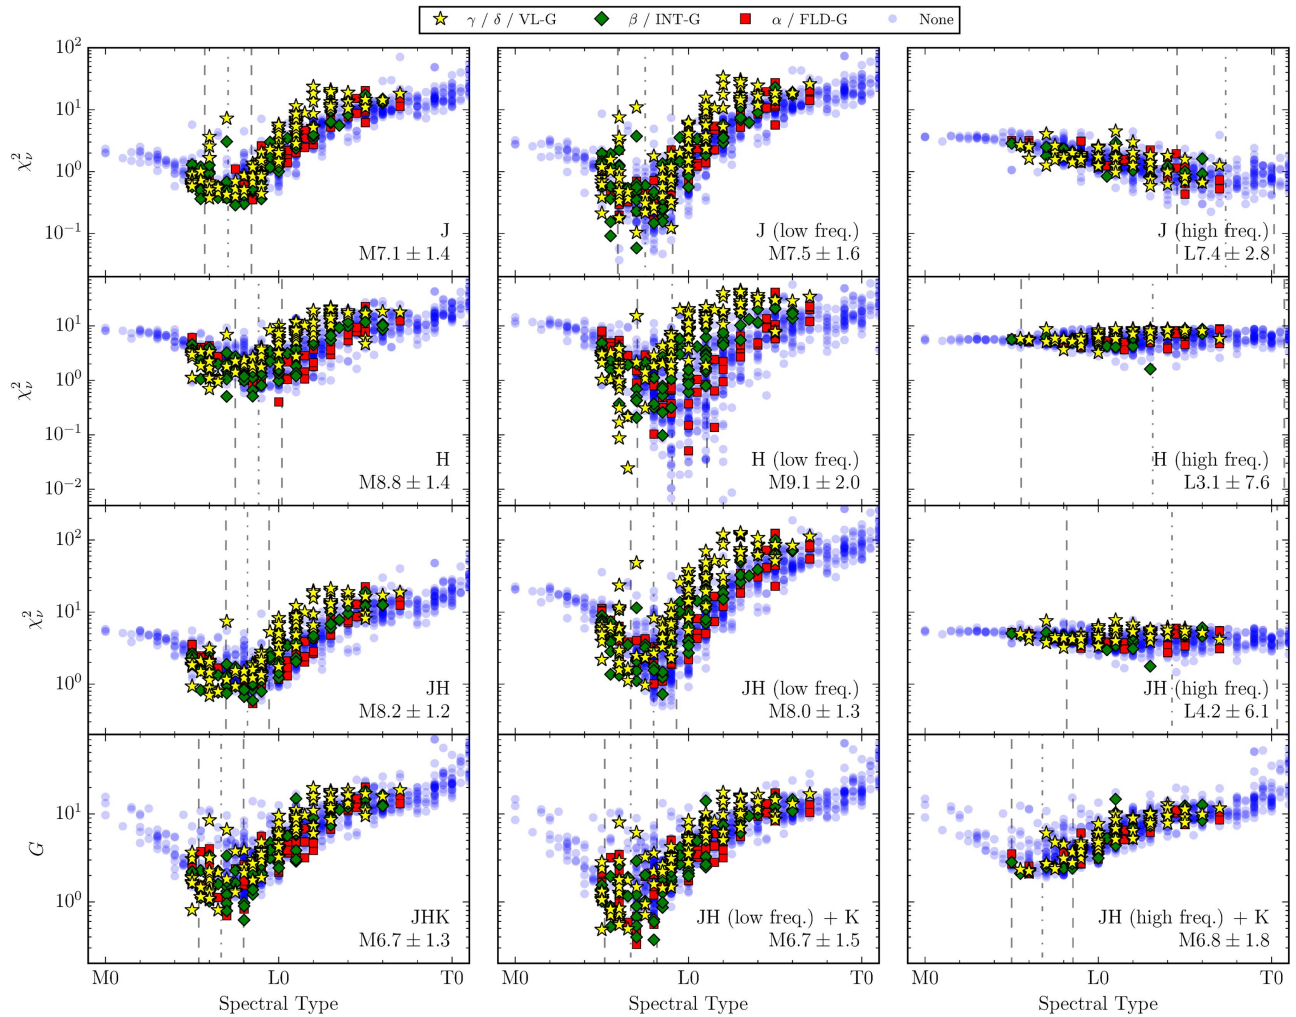 γ / δ / VL-G β / INT-G α / FLD-G None
10² 10¹ 10⁰ 10⁻¹
χ²ᵥ
J
M7.1 ± 1.4
J (low freq.)
M7.5 ± 1.6
J (high freq.)
L7.4 ± 2.8
10¹ 10⁰ 10⁻¹ 10⁻²
χ²ᵥ
H
M8.8 ± 1.4
H (low freq.)
M9.1 ± 2.0
H (high freq.)
L3.1 ± 7.6
10² 10¹ 10⁰
χ²ᵥ
JH
M8.2 ± 1.2
JH (low freq.)
M8.0 ± 1.3
JH (high freq.)
L4.2 ± 6.1
10¹ 10⁰
G
JHK
M6.7 ± 1.3
JH (low freq.) + K
M6.7 ± 1.5
JH (high freq.) + K
M6.8 ± 1.8
M0 L0 T0 M0 L0 T0 M0 L0 T0
Spectral Type Spectral Type Spectral Type